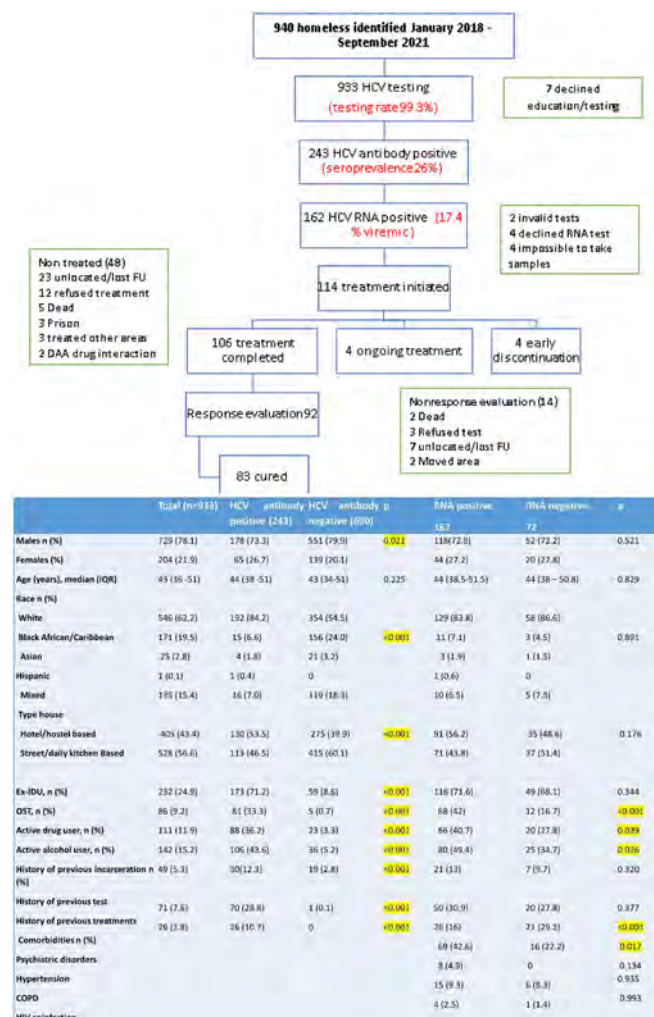 940 homeless identified January 2018 -
September 2021
933 HCV testing
(testing rate 99.3%)
7 declined
education/testing
243 HCV antibody positive
(seroprevalence 26%)
162 HCV RNA positive (17.4
% viremic)
2 invalid tests
4 declined RNA test
4 impossible to take
samples
Non treated (48)
23 unlocated/lost FU
12 refused treatment
5 Dead
3 Prison
3 treated other areas
2 DAA drug interaction
114 treatment initiated
106 treatment
completed
4 ongoing treatment
4 early
discontinuation
Response evaluation 92
Nonresponse evaluation (14)
2 Dead
3 Refused test
7 unlocated/lost FU
2 Moved area
83 cured
Total (n=933) HCV antibody positive (243) HCV antibody negative (690) p RNA positive 162 RNA negative 72 p
Males n (%) 729 (78.1) 178 (73.3) 551 (79.9) 0.021 118(72.8) 52 (72.2) 0.521
Females (%) 204 (21.9) 65 (26.7) 139 (20.1) 44 (27.2) 20 (27.8)
Age (years), median (IQR) 43 (36 -51) 44 (38 -51) 43 (34-51) 0.225 44 (38.5-51.5) 44 (38 – 50.8) 0.829
Race n (%)
White 546 (62.2) 192 (84.2) 354 (54.5) 129 (83.8) 58 (86.6)
Black African/Caribbean 171 (19.5) 15 (6.6) 156 (24.0) <0.001 11 (7.1) 3 (4.5)
Asian 25 (2.8) 4 (1.8) 21 (3.2) 3 (1.9) 1 (1.5)
Hispanic 1 (0.1) 1 (0.4) 0 1 (0.6) 0
Mixed (15.4) 16 (7.0) 119 (18.3) 10 (6.5) 5 (7.5)
Type house
Hotel/hostel based 405 (43.4) 130 (53.5) 275 (39.9) <0.001 91 (56.2) 35 (48.6) 0.176
Street/daily kitchen Based 528 (56.6) 113 (46.5) 415 (60.1) 71 (43.8) 37 (51.4)
Ex-IDU, n (%) 232 (24.9) 173 (71.2) 59 (8.6) <0.001 116 (71.6) 49 (68.1) 0.344
OST, n (%) 86 (9.2) 81 (33.3) 5 (0.7) <0.001 68 (42) 12 (16.7) <0.001
Active drug user, n (%) 111 (11.9) 88 (36.2) 23 (3.3) <0.001 66 (40.7) 20 (27.8) 0.039
Active alcohol user, n (%) 142 (15.2) 106 (43.6) 36 (5.2) <0.001 80 (49.4) 25 (34.7) 0.026
History of previous incarceration n (%) 49 (5.3) 30(12.3) 19 (2.8) 21 (13) 7 (9.7) 0.320
History of previous test 71 (7.6) 70 (28.8) 1 (0.1) <0.001 50 (30.9) 20 (27.8) 0.377
History of previous treatments 26 (2.8) 26 (10.7) 0 <0.001 26 (16) 21 (29.2) <0.001
Comorbidities n (%) 69 (42.6) 16 (22.2) 0.017
Psychiatric disorders 8 (4.9) 0 0.134
Hypertension 15 (9.3) 6 (8.3) 0.935
COPD 4 (2.5) 1 (1.4) 0.993